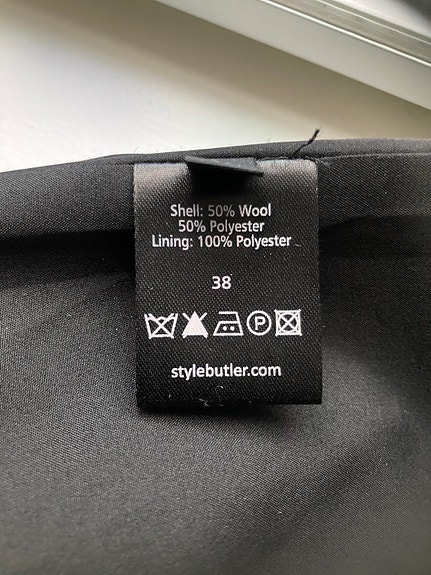 Shell: 50% Wool
50% Polyester
Lining: 100% Polyester
38
P
stylebutler.com